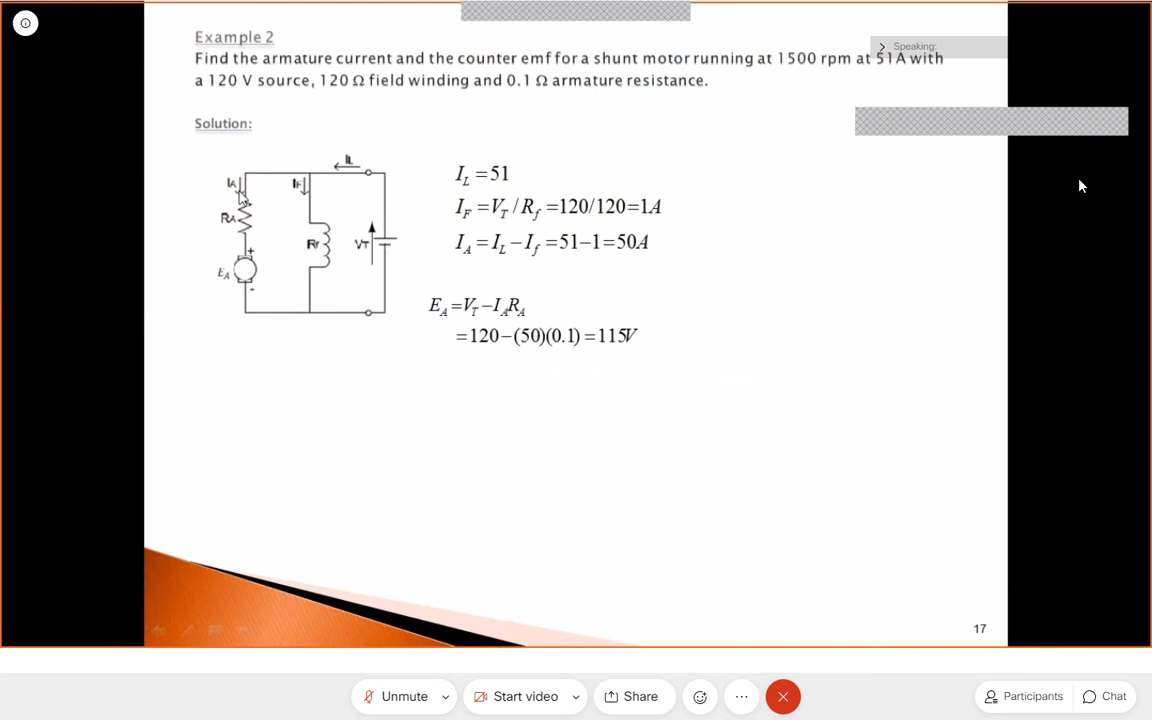 Speaking:
Example 2
Find the armature current and the counter emf for a shunt motor running at 1500 rpm at 51A with
a 120 V source, 120 Ω field winding and 0.1 Ω armature resistance.
Solution:
IL
IA
IF
RA
Rf
VT
+
EA
-
I_L = 51
I_F = V_T / R_f = 120/120 = 1A
I_A = I_L − I_f = 51−1 = 50A
E_A = V_T − I_A R_A
= 120 − (50)(0.1) = 115V
17
Unmute
Start video
Share
Participants
Chat